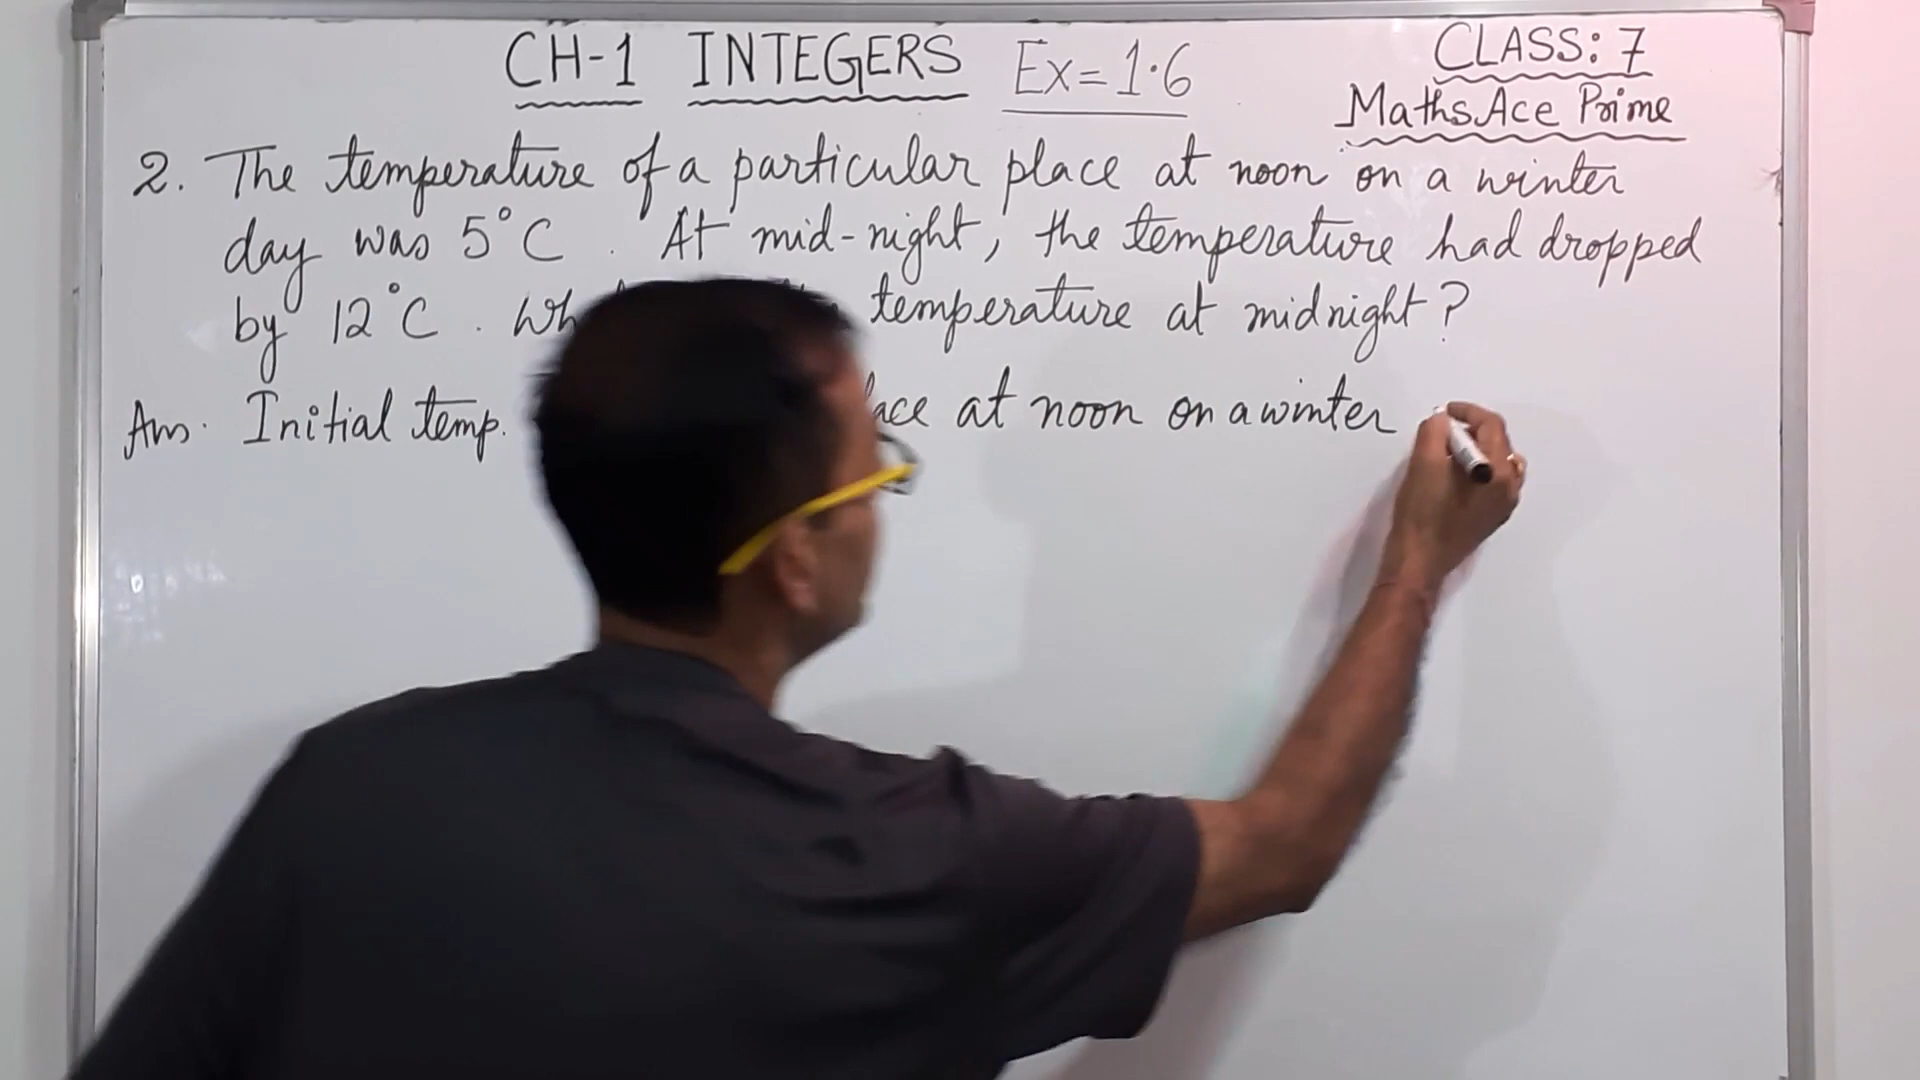 CH-1 INTEGERS Ex=1.6
CLASS: 7
Maths Ace Prime
2. The temperature of a particular place at noon on a winter
day was 5°C. At mid-night, the temperature had dropped
by 12°C. temperature at midnight?
Ans. Initial temp. at noon on a winter